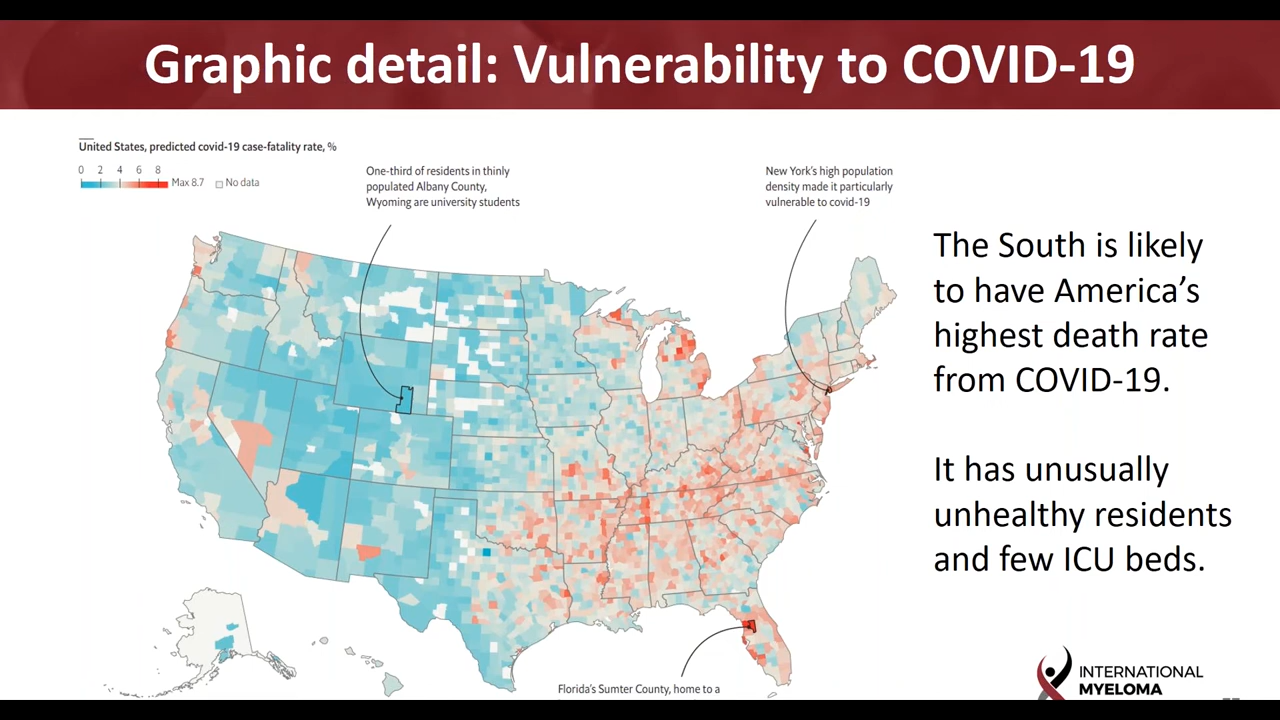 Graphic detail: Vulnerability to COVID-19
United States, predicted covid-19 case-fatality rate, %
0 2 4 6 8
Max 8.7 No data
One-third of residents in thinly
populated Albany County,
Wyoming are university students
New York's high population
density made it particularly
vulnerable to covid-19
The South is likely
to have America's
highest death rate
from COVID-19.
It has unusually
unhealthy residents
and few ICU beds.
Florida's Sumter County, home to a
INTERNATIONAL
MYELOMA